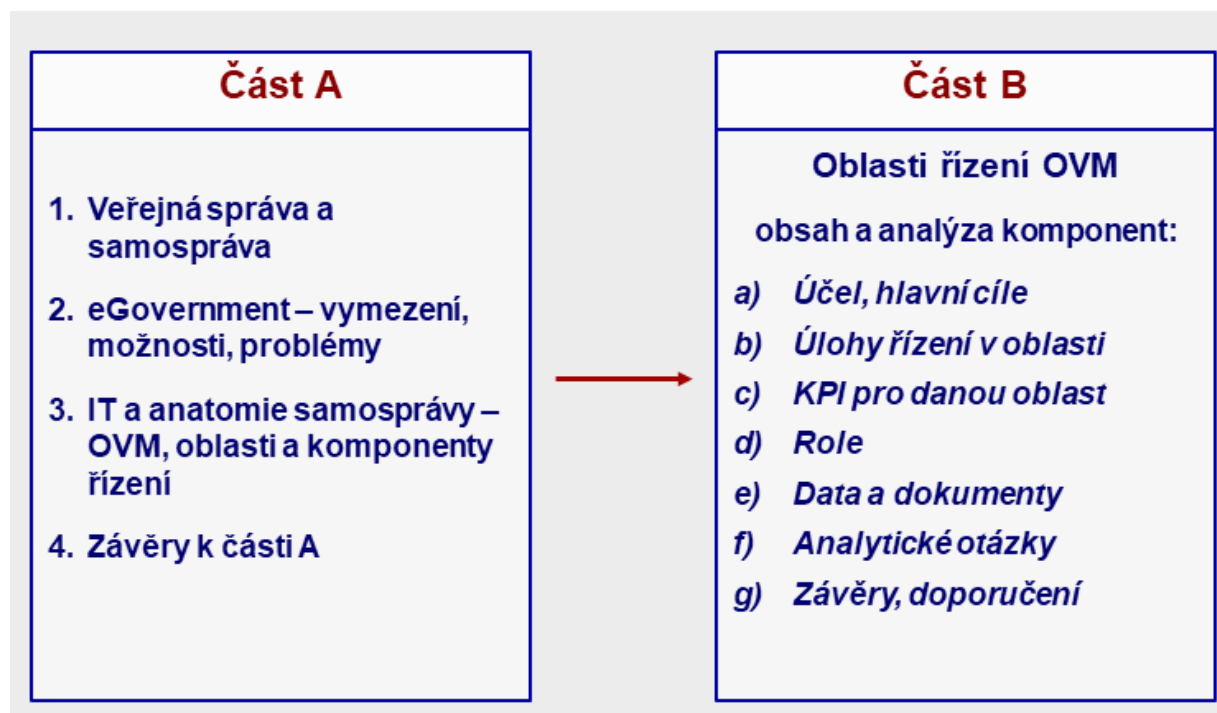 Část A
1. Veřejná správa a
samospráva
2. eGovernment – vymezení,
možnosti, problémy
3. IT a anatomie samosprávy –
OVM, oblasti a komponenty
řízení
4. Závěry k části A
Část B
Oblasti řízení OVM
obsah a analýza komponent:
a) Účel, hlavní cíle
b) Úlohy řízení v oblasti
c) KPI pro danou oblast
d) Role
e) Data a dokumenty
f) Analytické otázky
g) Závěry, doporučení